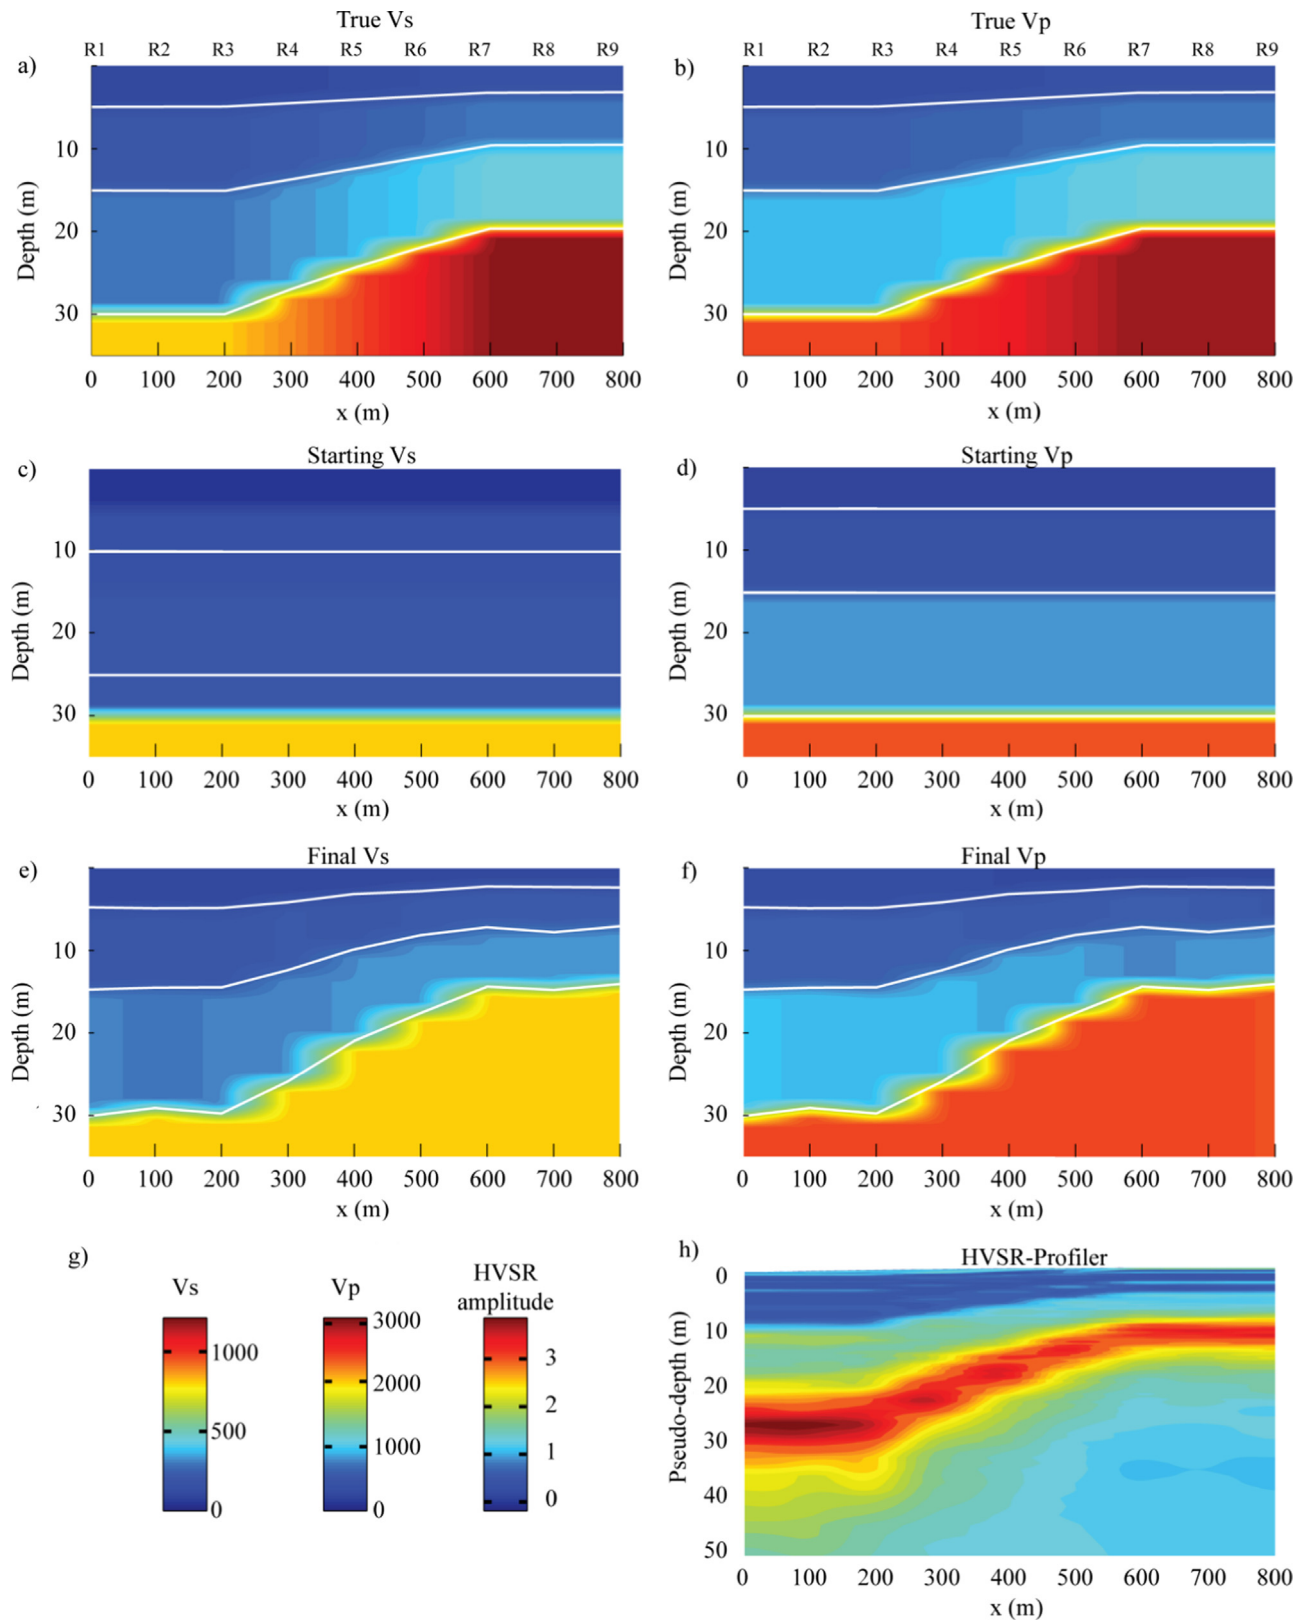 True Vs
R1 R2 R3 R4 R5 R6 R7 R8 R9
a)
10
20
30
Depth (m)
0 100 200 300 400 500 600 700 800
x (m)
True Vp
R1 R2 R3 R4 R5 R6 R7 R8 R9
b)
10
20
30
Depth (m)
0 100 200 300 400 500 600 700 800
x (m)
Starting Vs
c)
10
20
30
Depth (m)
0 100 200 300 400 500 600 700 800
x (m)
Starting Vp
d)
10
20
30
Depth (m)
0 100 200 300 400 500 600 700 800
x (m)
Final Vs
e)
10
20
30
Depth (m)
0 100 200 300 400 500 600 700 800
x (m)
Final Vp
f)
10
20
30
Depth (m)
0 100 200 300 400 500 600 700 800
x (m)
g)
Vs
1000
500
0
Vp
3000
2000
1000
0
HVSR
amplitude
3
2
1
0
h)
HVSR-Profiler
0
10
20
30
40
50
Pseudo-depth (m)
0 100 200 300 400 500 600 700 800
x (m)